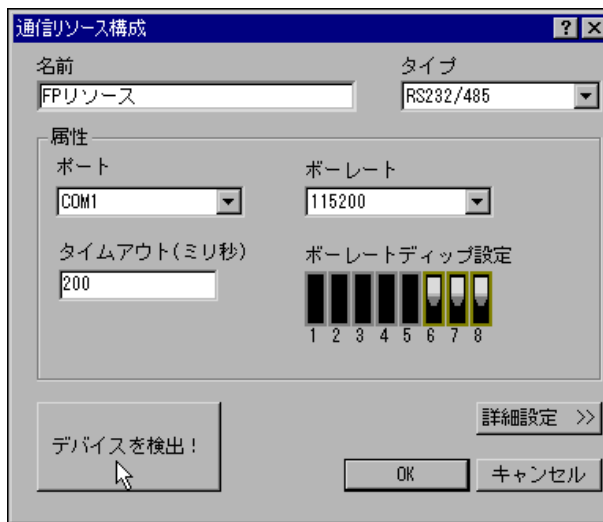 通信リソース構成
名前
タイプ
FPリソース
RS232/485
属性
ポート
ボーレート
COM1
115200
タイムアウト(ミリ秒)
ボーレートディップ設定
200
1 2 3 4 5 6 7 8
デバイスを検出!
詳細設定 >>
OK
キャンセル